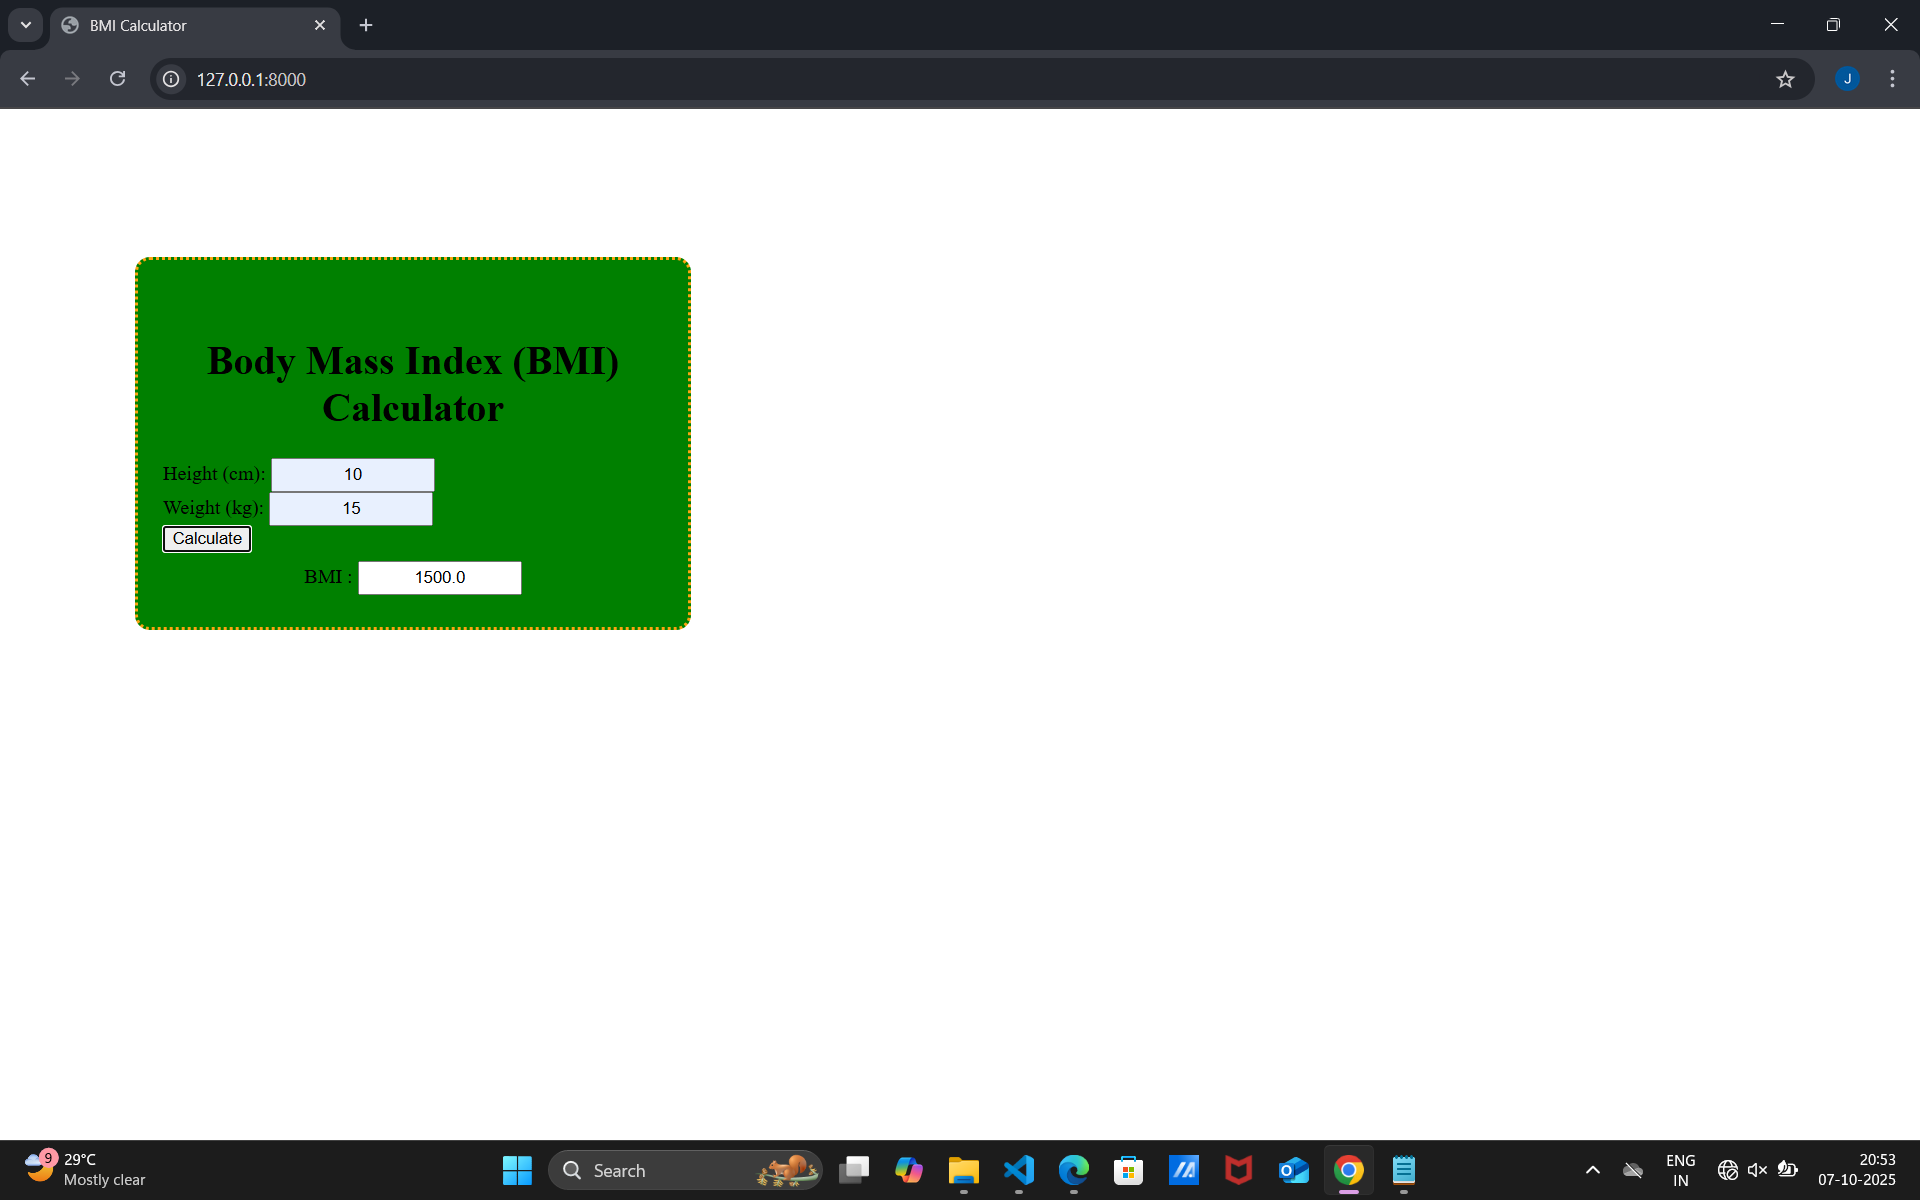 BMI Calculator
127.0.0.1:8000
J
Body Mass Index (BMI)
Calculator
Height (cm): 10
Weight (kg): 15
Calculate
BMI : 1500.0
9
29°C
Mostly clear
Search
ENG
IN
20:53
07-10-2025